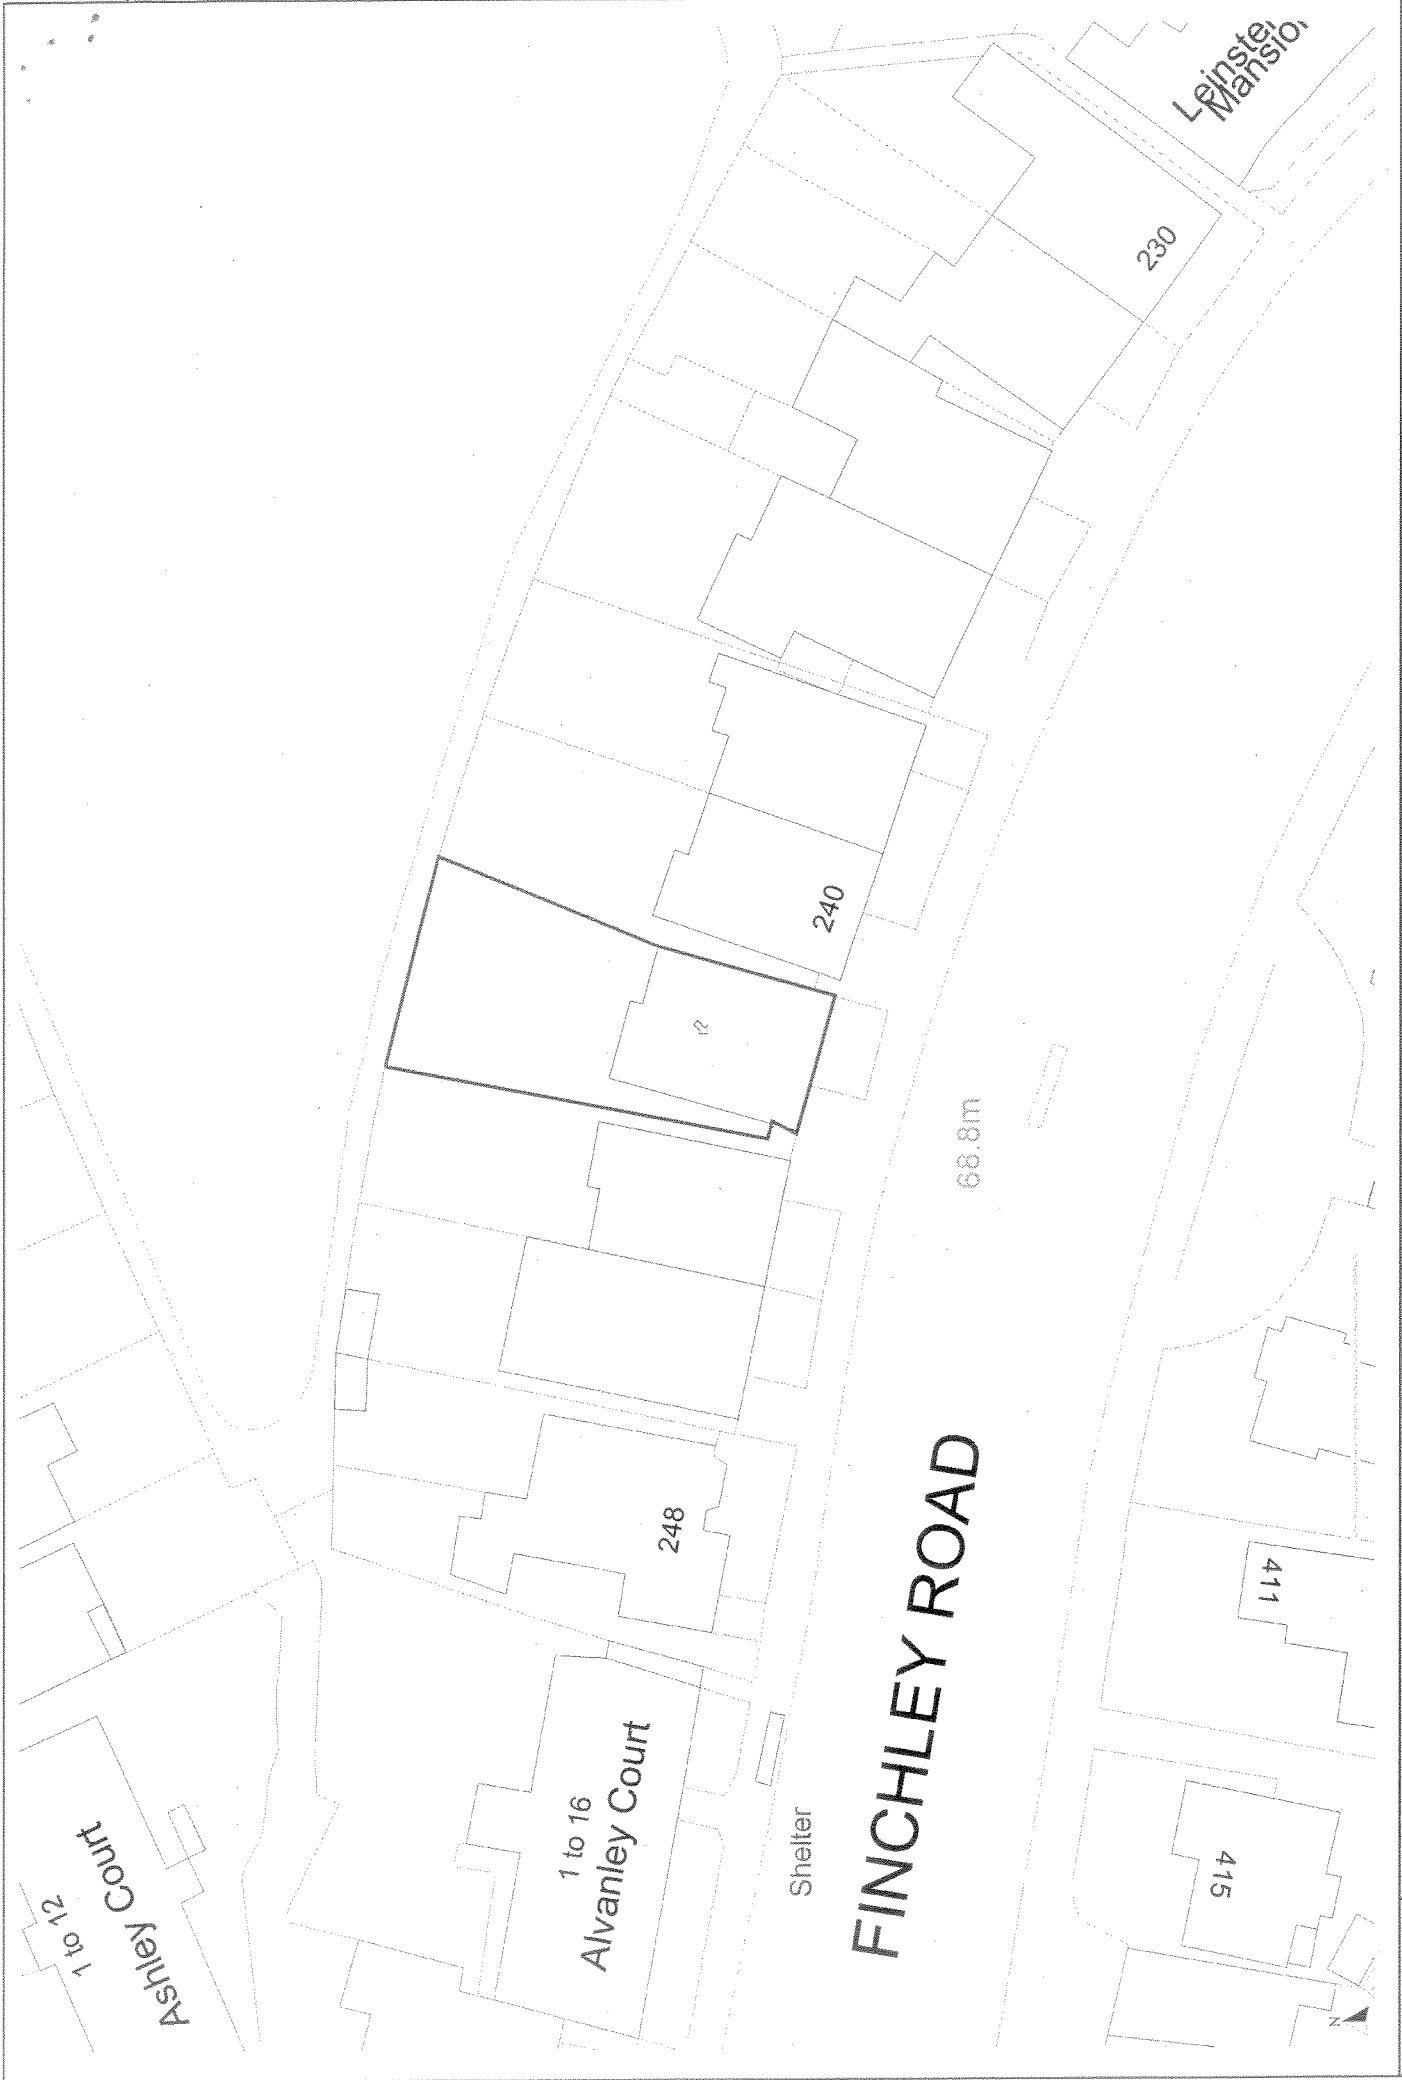 Leinster
Mansion
230
240
68.8m
248
FINCHLEY ROAD
411
1 to 16
Alvanley Court
Shelter
415
1 to 12
Ashley Court
N